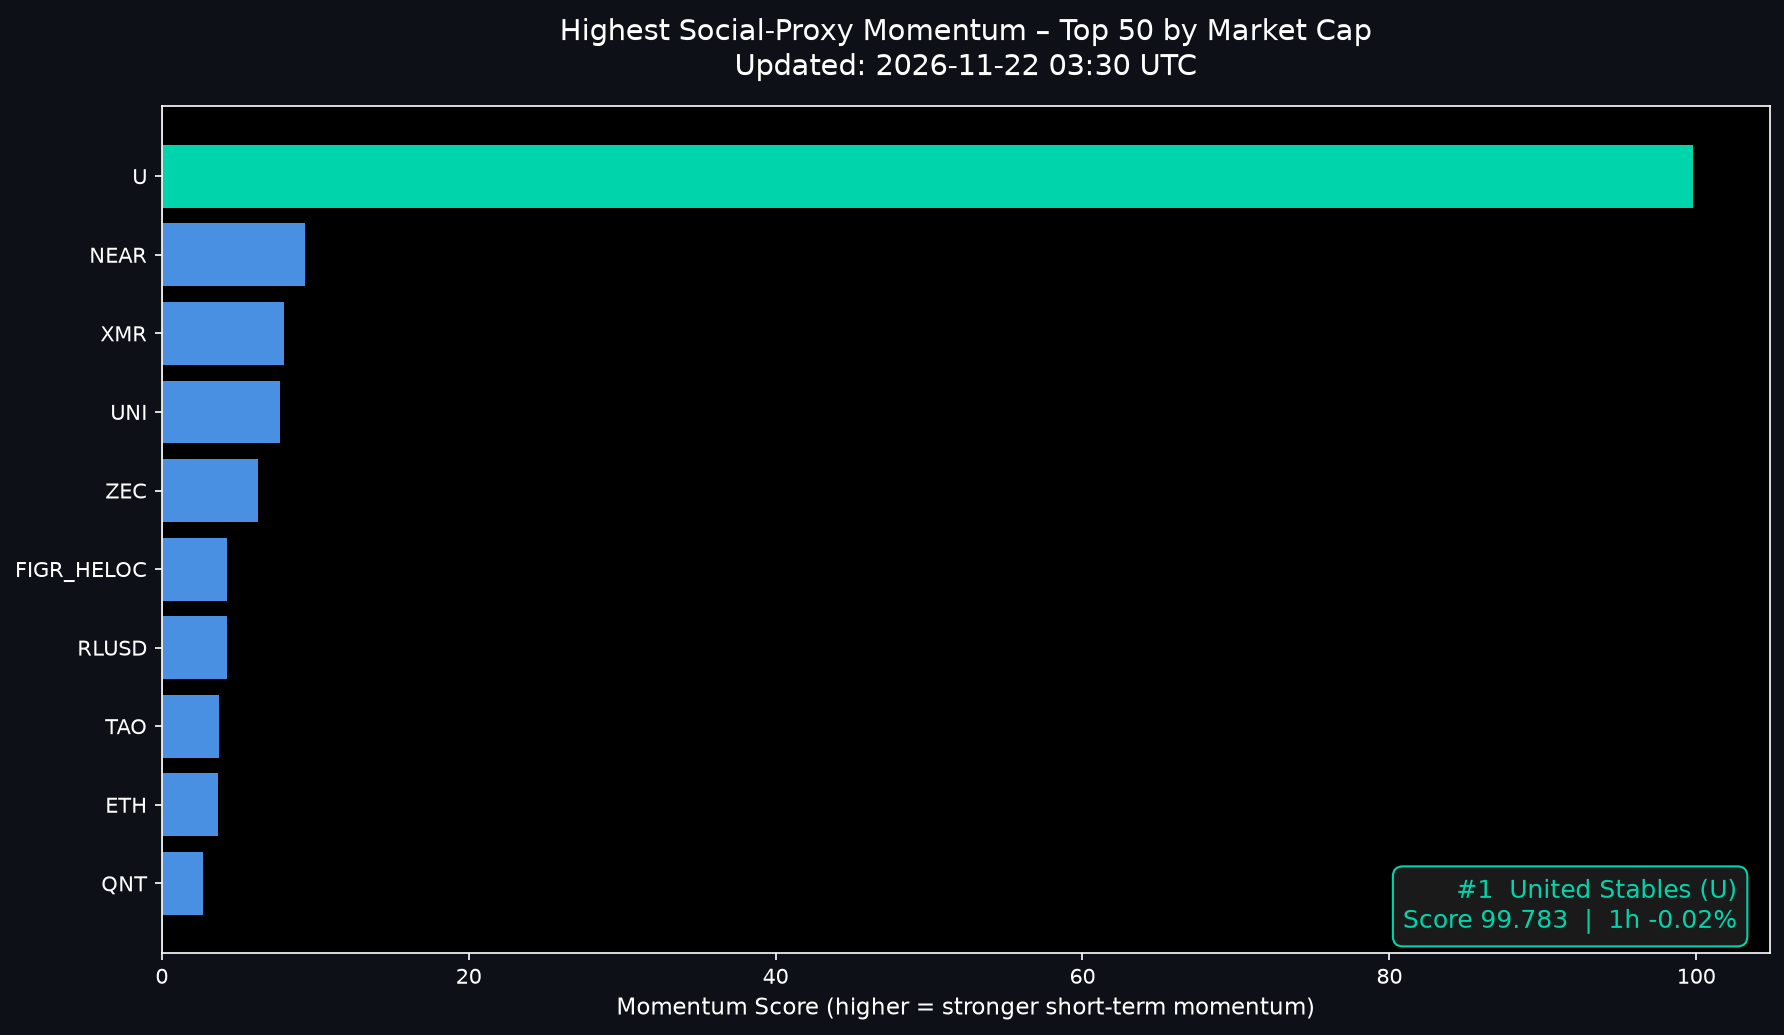 Highest Social-Proxy Momentum – Top 50 by Market Cap
Updated: 2026-11-22 03:30 UTC
U
NEAR
XMR
UNI
ZEC
FIGR_HELOC
RLUSD
TAO
ETH
QNT
#1  United Stables (U)
Score 99.783  |  1h -0.02%
0 20 40 60 80 100
Momentum Score (higher = stronger short-term momentum)